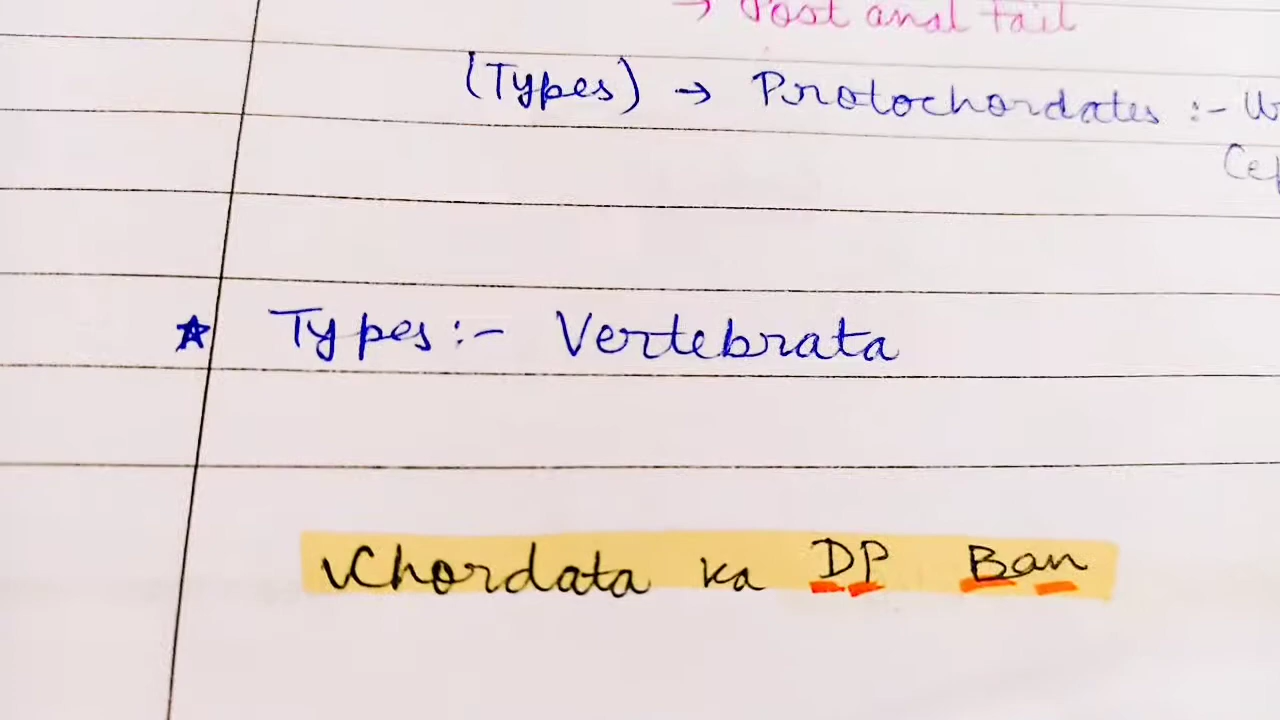 → Post anal tail
(Types) → Protochordates :-
★ Types :- Vertebrata
Chordata ka DP Ban